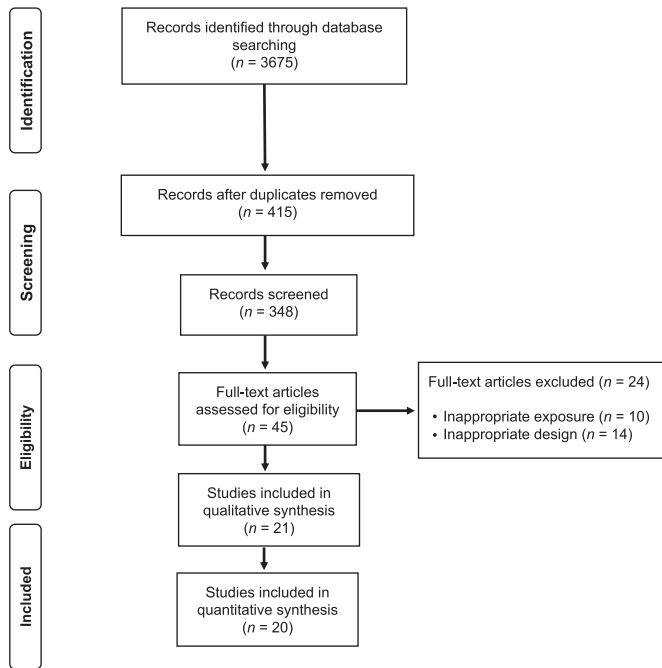 Identification
Records identified through database
searching
(n = 3675)
Screening
Records after duplicates removed
(n = 415)
Records screened
(n = 348)
Eligibility
Full-text articles
assessed for eligibility
(n = 45)
Full-text articles excluded (n = 24)
• Inappropriate exposure (n = 10)
• Inappropriate design (n = 14)
Studies included in
qualitative synthesis
(n = 21)
Included
Studies included in
quantitative synthesis
(n = 20)